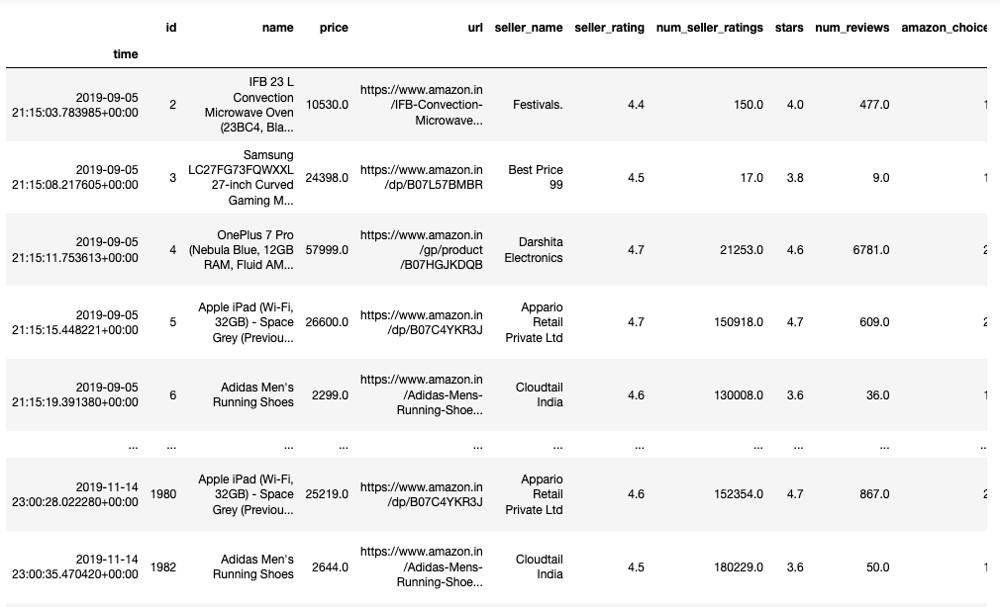 id name price url seller_name seller_rating num_seller_ratings stars num_reviews amazon_choice
time
2019-09-05 21:15:03.783985+00:00 2 IFB 23 L Convection Microwave Oven (23BC4, Bla... 10530.0 https://www.amazon.in/IFB-Convection-Microwave... Festivals. 4.4 150.0 4.0 477.0 1
2019-09-05 21:15:08.217605+00:00 3 Samsung LC27FG73FQWXXL 27-inch Curved Gaming M... 24398.0 https://www.amazon.in/dp/B07L57BMBR Best Price 99 4.5 17.0 3.8 9.0 1
2019-09-05 21:15:11.753613+00:00 4 OnePlus 7 Pro (Nebula Blue, 12GB RAM, Fluid AM... 57999.0 https://www.amazon.in/gp/product/B07HGJKDQB Darshita Electronics 4.7 21253.0 4.6 6781.0 2
2019-09-05 21:15:15.448221+00:00 5 Apple iPad (Wi-Fi, 32GB) - Space Grey (Previou... 26600.0 https://www.amazon.in/dp/B07C4YKR3J Appario Retail Private Ltd 4.7 150918.0 4.7 609.0 2
2019-09-05 21:15:19.391380+00:00 6 Adidas Men's Running Shoes 2299.0 https://www.amazon.in/Adidas-Mens-Running-Shoe... Cloudtail India 4.6 130008.0 3.6 36.0 1
... ... ... ... ... ... ... ... ... ... ..
2019-11-14 23:00:28.022280+00:00 1980 Apple iPad (Wi-Fi, 32GB) - Space Grey (Previou... 25219.0 https://www.amazon.in/dp/B07C4YKR3J Appario Retail Private Ltd 4.6 152354.0 4.7 867.0 2
2019-11-14 23:00:35.470420+00:00 1982 Adidas Men's Running Shoes 2644.0 https://www.amazon.in/Adidas-Mens-Running-Shoe... Cloudtail India 4.5 180229.0 3.6 50.0 1